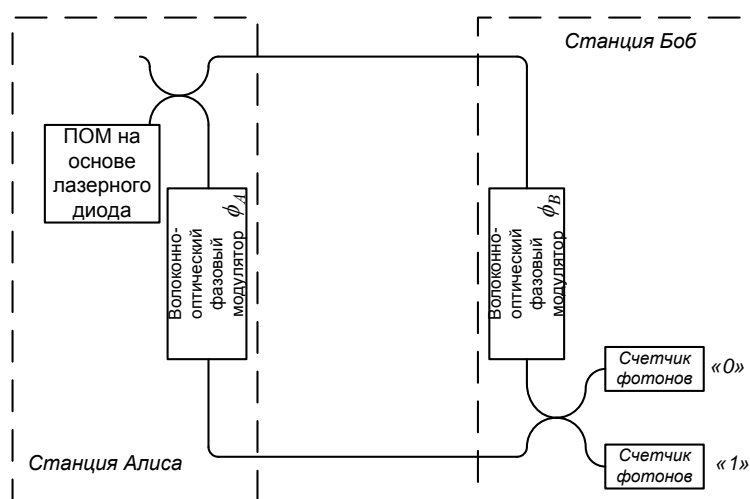 Станция Боб
ПОМ на
основе
лазерного
диода
Волоконно-
оптический
фазовый
модулятор ϕA
Волоконно-
оптический
фазовый
модулятор ϕB
Счетчик
фотонов
«0»
Станция Алиса
Счетчик
фотонов
«1»